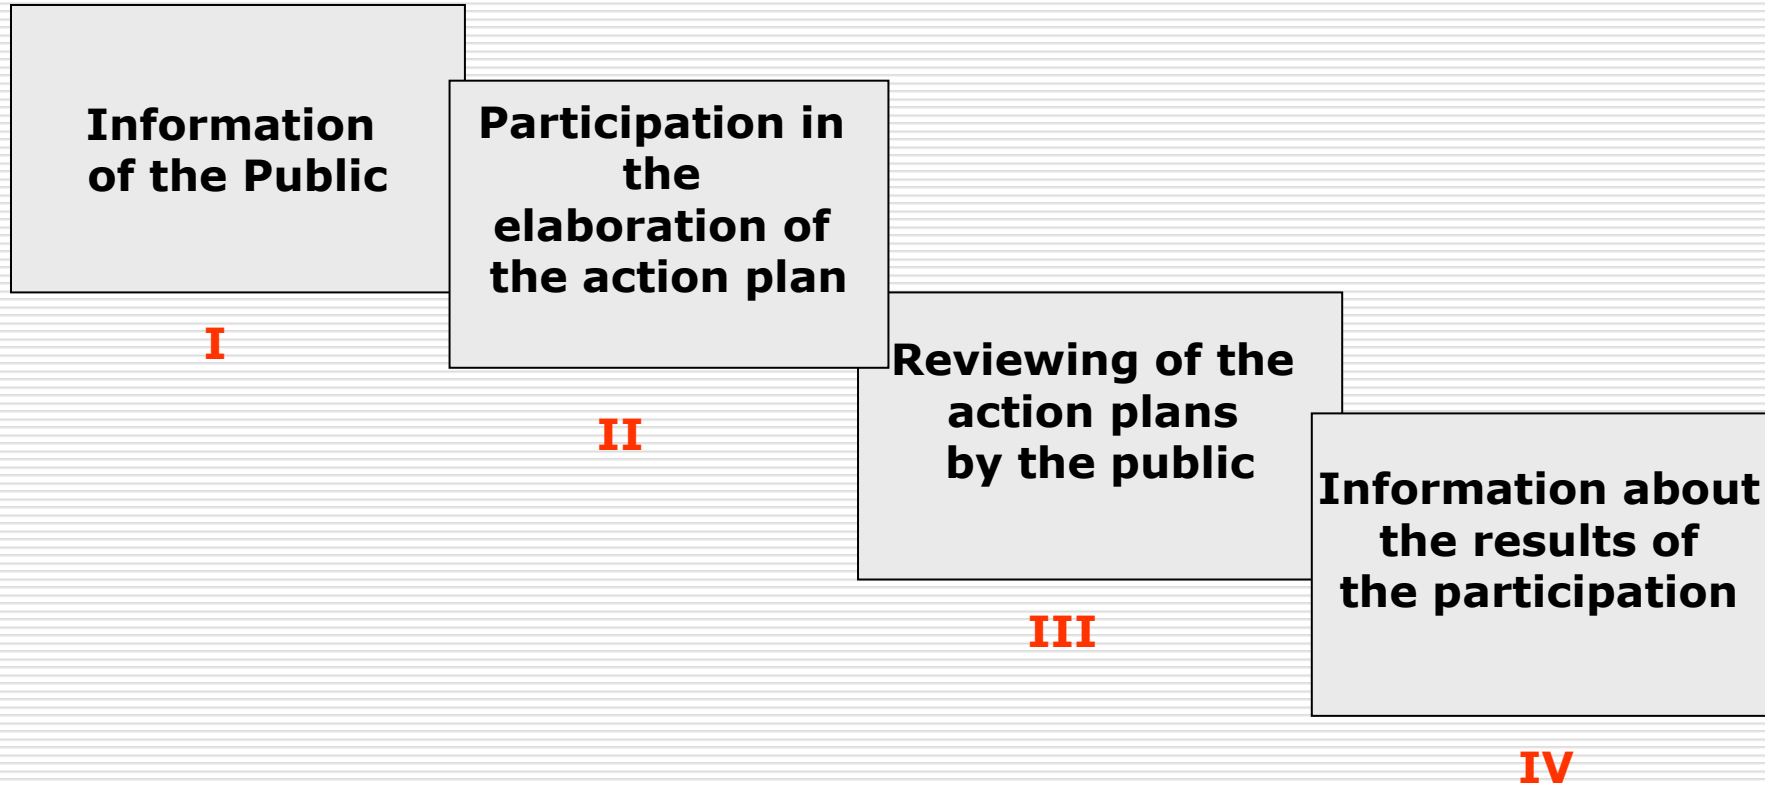 Information
of the Public
I
Participation in
the
elaboration of
the action plan
II
Reviewing of the
action plans
by the public
III
Information about
the results of
the participation
IV